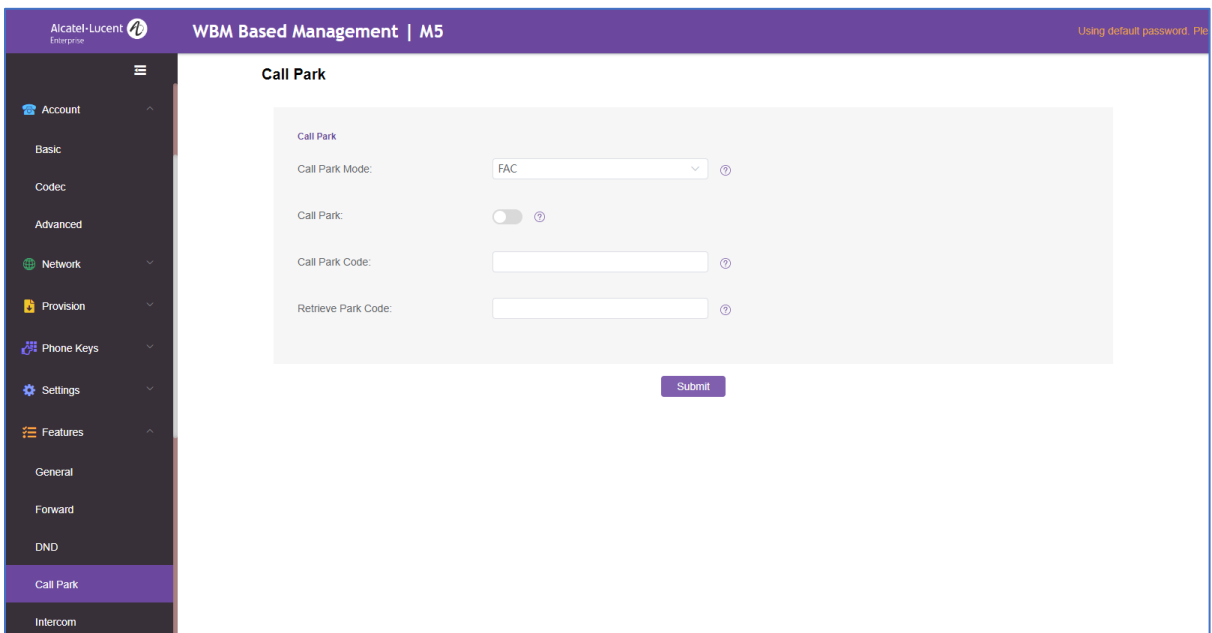 Alcatel·Lucent
Enterprise
WBM Based Management | M5
Using default password. Ple
Call Park
Account
Basic
Codec
Advanced
Network
Provision
Phone Keys
Settings
Features
General
Forward
DND
Call Park
Intercom
Call Park
Call Park Mode:
FAC
Call Park:
Call Park Code:
Retrieve Park Code:
Submit